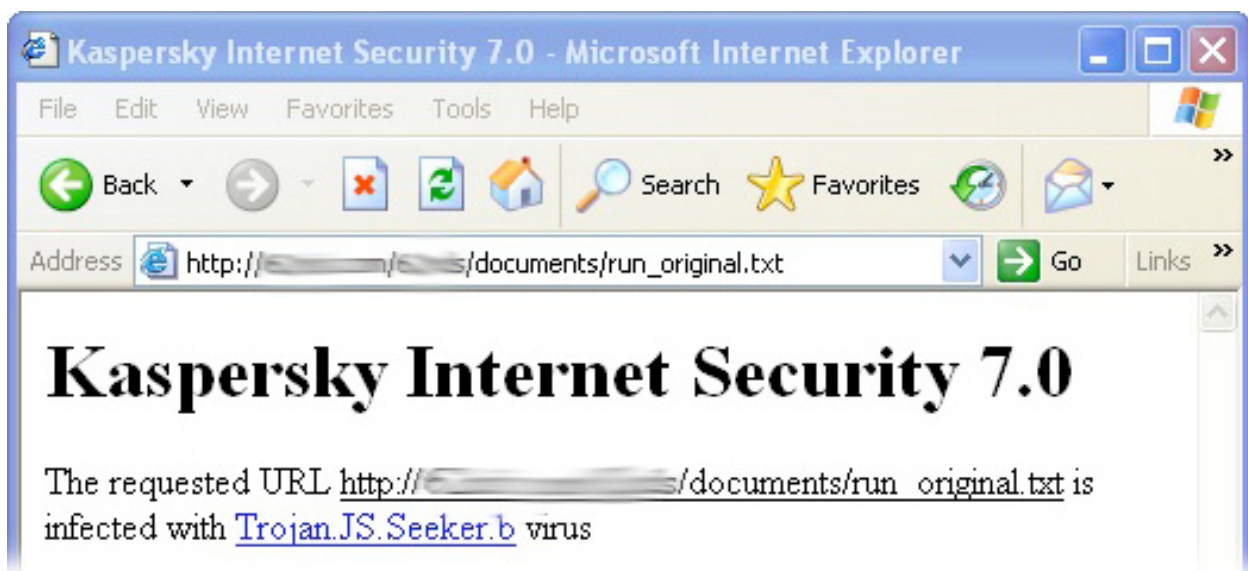 Kaspersky Internet Security 7.0 - Microsoft Internet Explorer
File Edit View Favorites Tools Help
Back Search Favorites
Address http:// /documents/run_original.txt Go Links
Kaspersky Internet Security 7.0
The requested URL http:// /documents/run_original.txt is
infected with Trojan.JS.Seeker.b virus